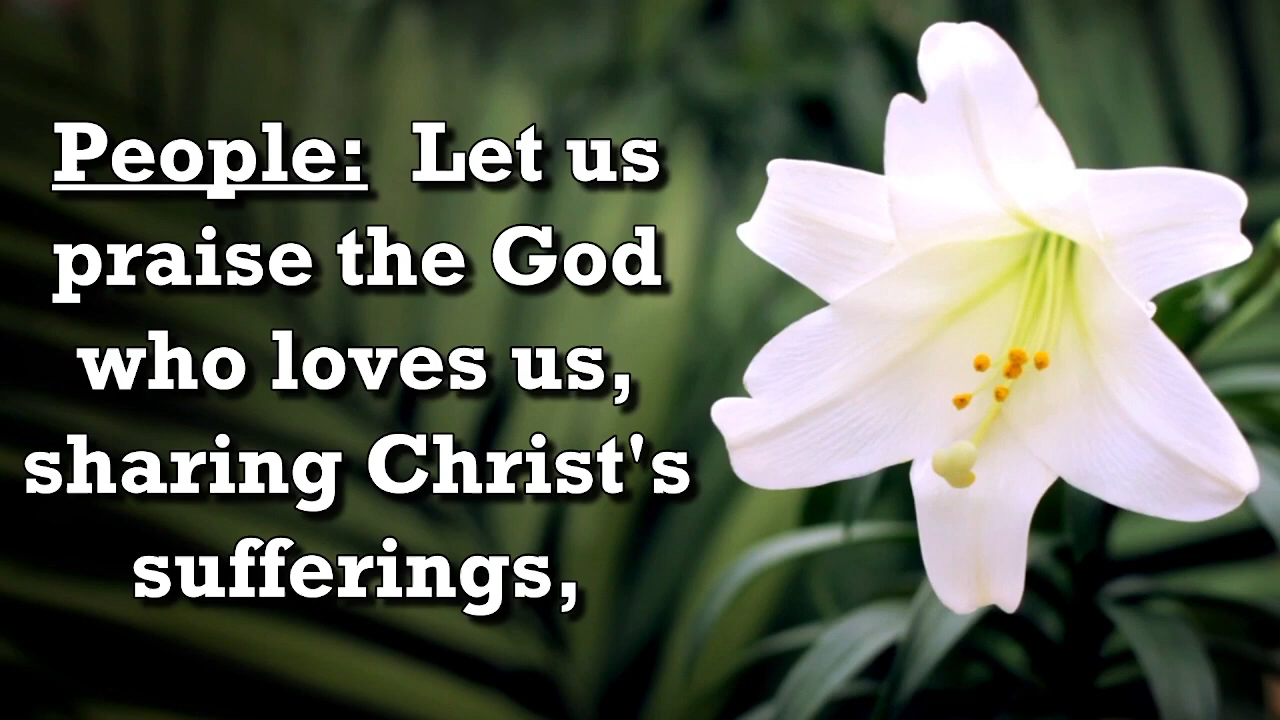 People: Let us
praise the God
who loves us,
sharing Christ's
sufferings,